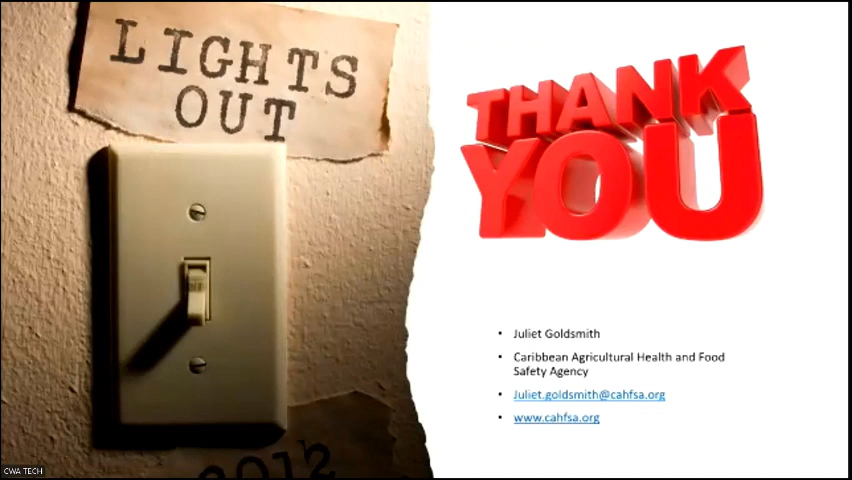 LIGHTS
OUT
THANK
YOU
• Juliet Goldsmith
• Caribbean Agricultural Health and Food
Safety Agency
• Juliet.goldsmith@cahfsa.org
• www.cahfsa.org
2012
CWA TECH